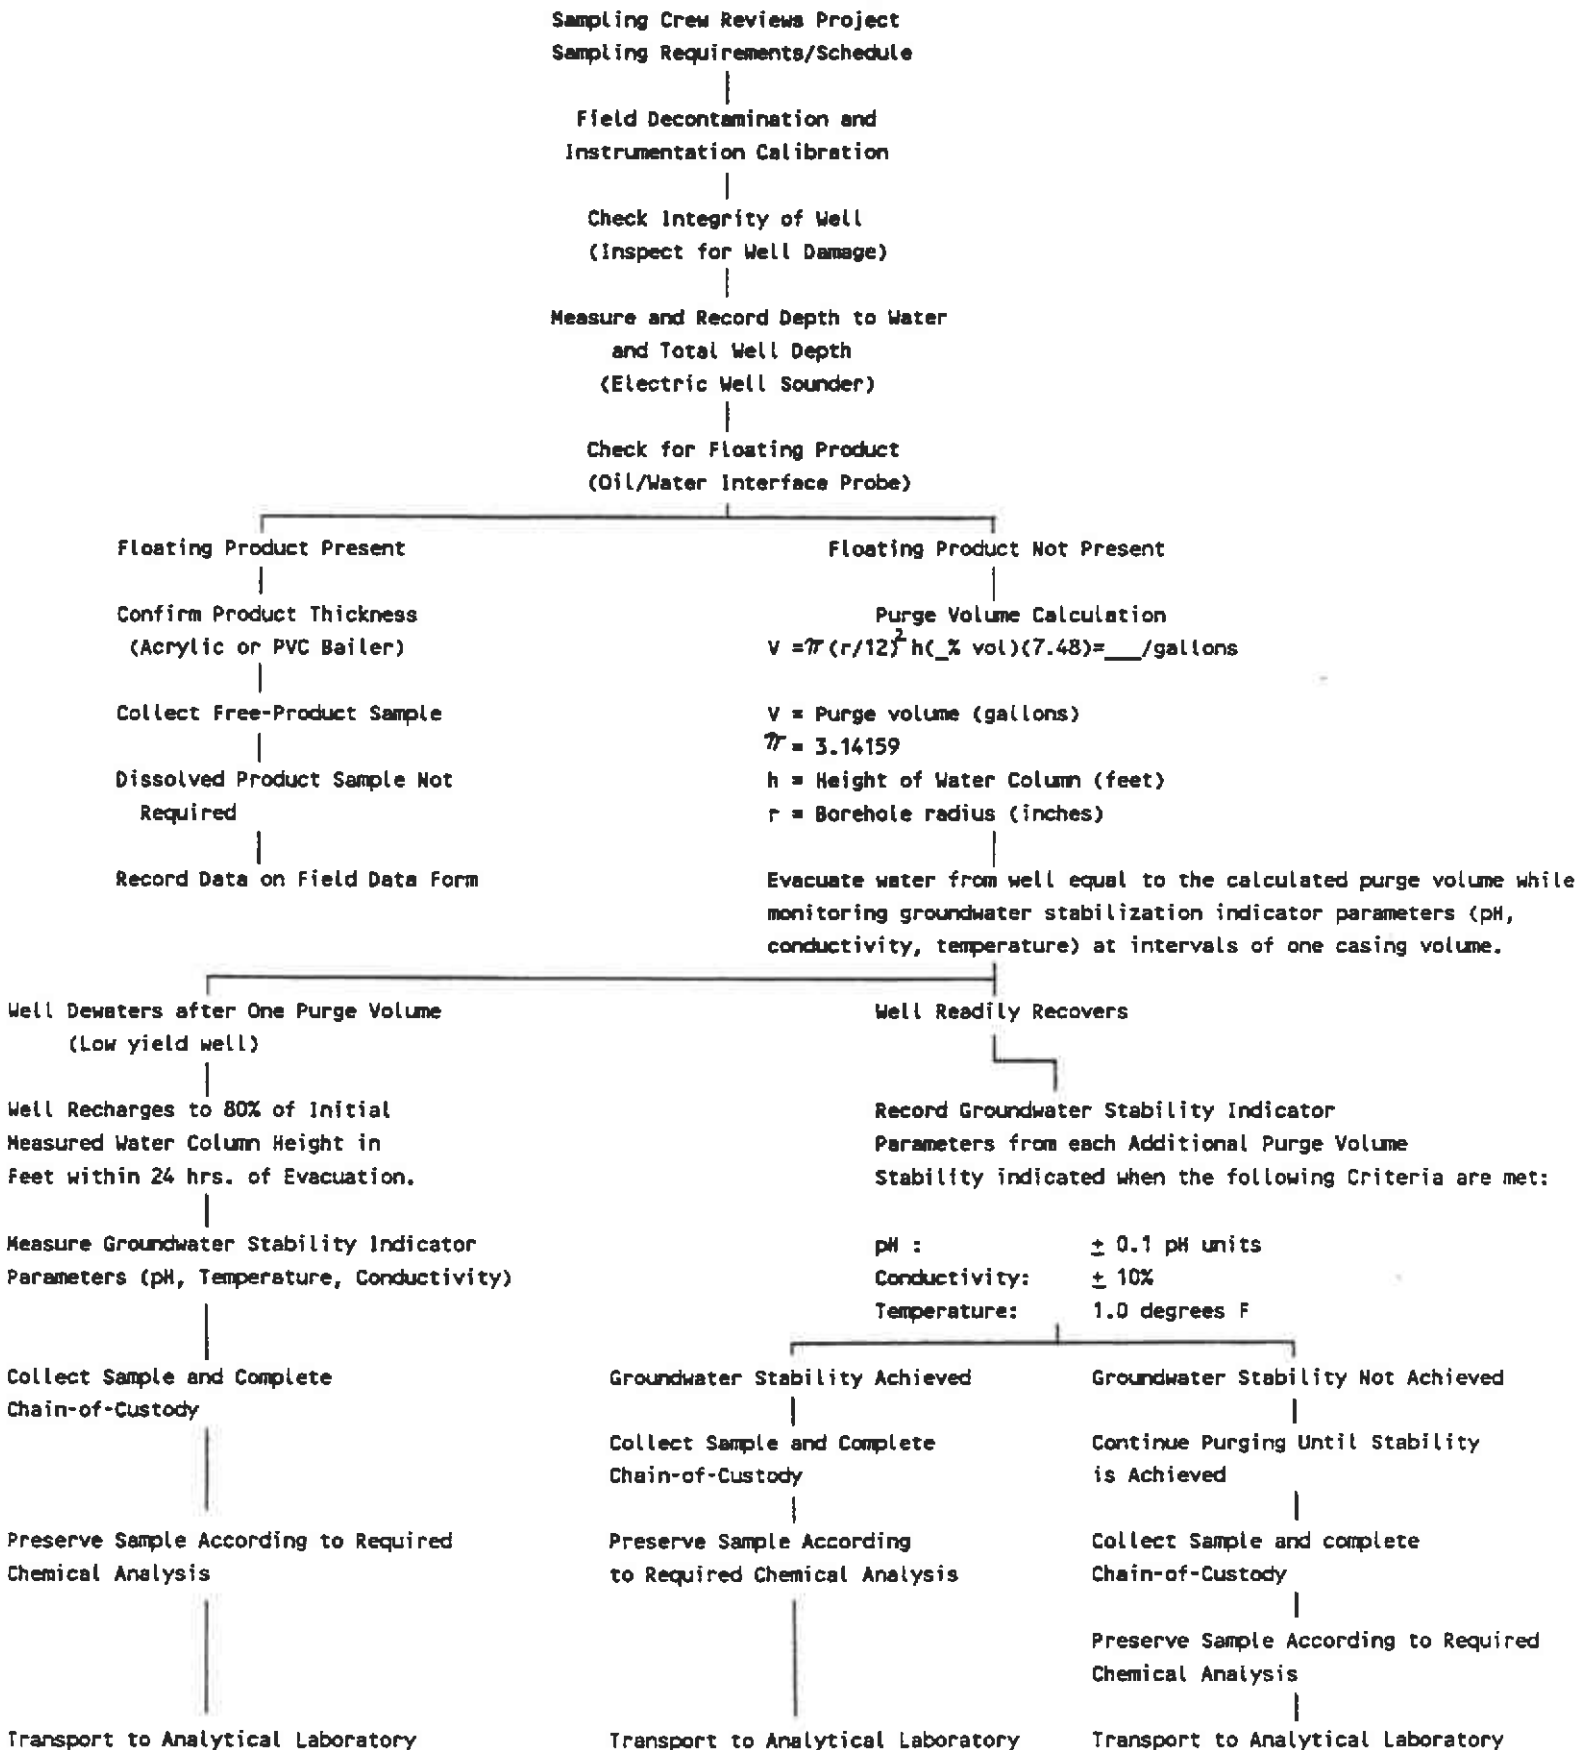 Sampling Crew Reviews Project
Sampling Requirements/Schedule
Field Decontamination and
Instrumentation Calibration
Check Integrity of Well
(Inspect for Well Damage)
Measure and Record Depth to Water
and Total Well Depth
(Electric Well Sounder)
Check for Floating Product
(Oil/Water Interface Probe)
Floating Product Present
Confirm Product Thickness
(Acrylic or PVC Bailer)
Collect Free-Product Sample
Dissolved Product Sample Not
Required
Record Data on Field Data Form
Floating Product Not Present
Purge Volume Calculation
V = π (r/12)² h(_% vol)(7.48)=___/gallons
V = Purge volume (gallons)
π = 3.14159
h = Height of Water Column (feet)
r = Borehole radius (inches)
Evacuate water from well equal to the calculated purge volume while
monitoring groundwater stabilization indicator parameters (pH,
conductivity, temperature) at intervals of one casing volume.
Well Dewaters after One Purge Volume
(Low yield well)
Well Recharges to 80% of Initial
Measured Water Column Height in
Feet within 24 hrs. of Evacuation.
Measure Groundwater Stability Indicator
Parameters (pH, Temperature, Conductivity)
Collect Sample and Complete
Chain-of-Custody
Preserve Sample According to Required
Chemical Analysis
Transport to Analytical Laboratory
Well Readily Recovers
Record Groundwater Stability Indicator
Parameters from each Additional Purge Volume
Stability indicated when the following Criteria are met:
pH : ± 0.1 pH units
Conductivity: ± 10%
Temperature: 1.0 degrees F
Groundwater Stability Achieved
Collect Sample and Complete
Chain-of-Custody
Preserve Sample According
to Required Chemical Analysis
Transport to Analytical Laboratory
Groundwater Stability Not Achieved
Continue Purging Until Stability
is Achieved
Collect Sample and complete
Chain-of-Custody
Preserve Sample According to Required
Chemical Analysis
Transport to Analytical Laboratory